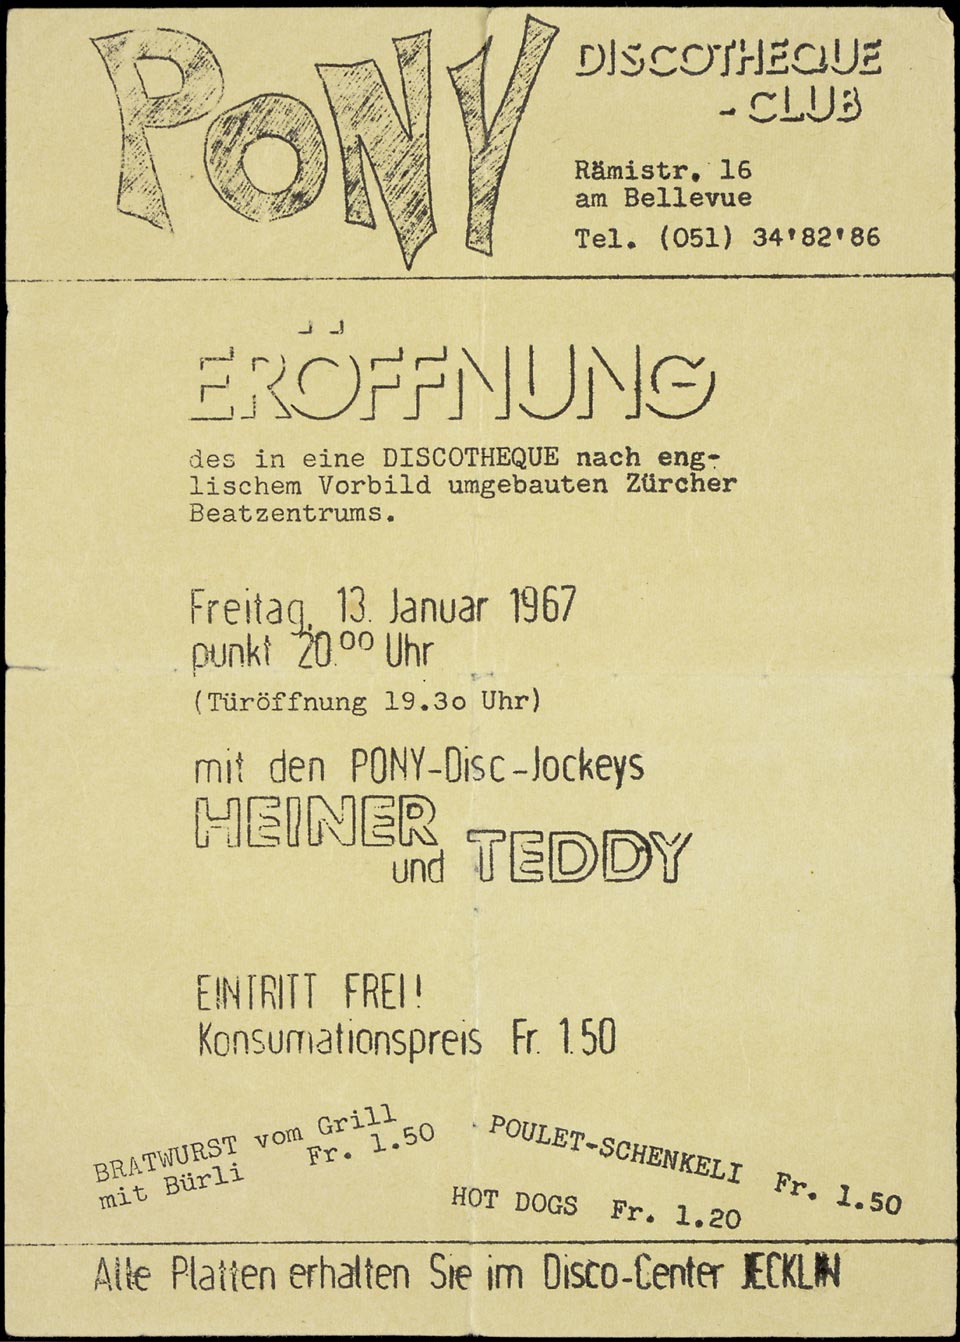 PONY
DISCOTHEQUE
-CLUB
Rämistr. 16
am Bellevue
Tel. (051) 34'82'86
ERÖFFNUNG
des in eine DISCOTHEQUE nach eng-
lischem Vorbild umgebauten Zürcher
Beatzentrums.
Freitag, 13. Januar 1967
punkt 20.00 Uhr
(Türöffnung 19.3o Uhr)
mit den PONY-Disc-Jockeys
HEINER
und TEDDY
EINTRITT FREI!
Konsumationspreis Fr. 1.50
BRATWURST vom Grill
mit Bürli Fr. 1.50
POULET-SCHENKELI Fr. 1.50
HOT DOGS Fr. 1.20
Alle Platten erhalten Sie im Disco-Center JECKLIN